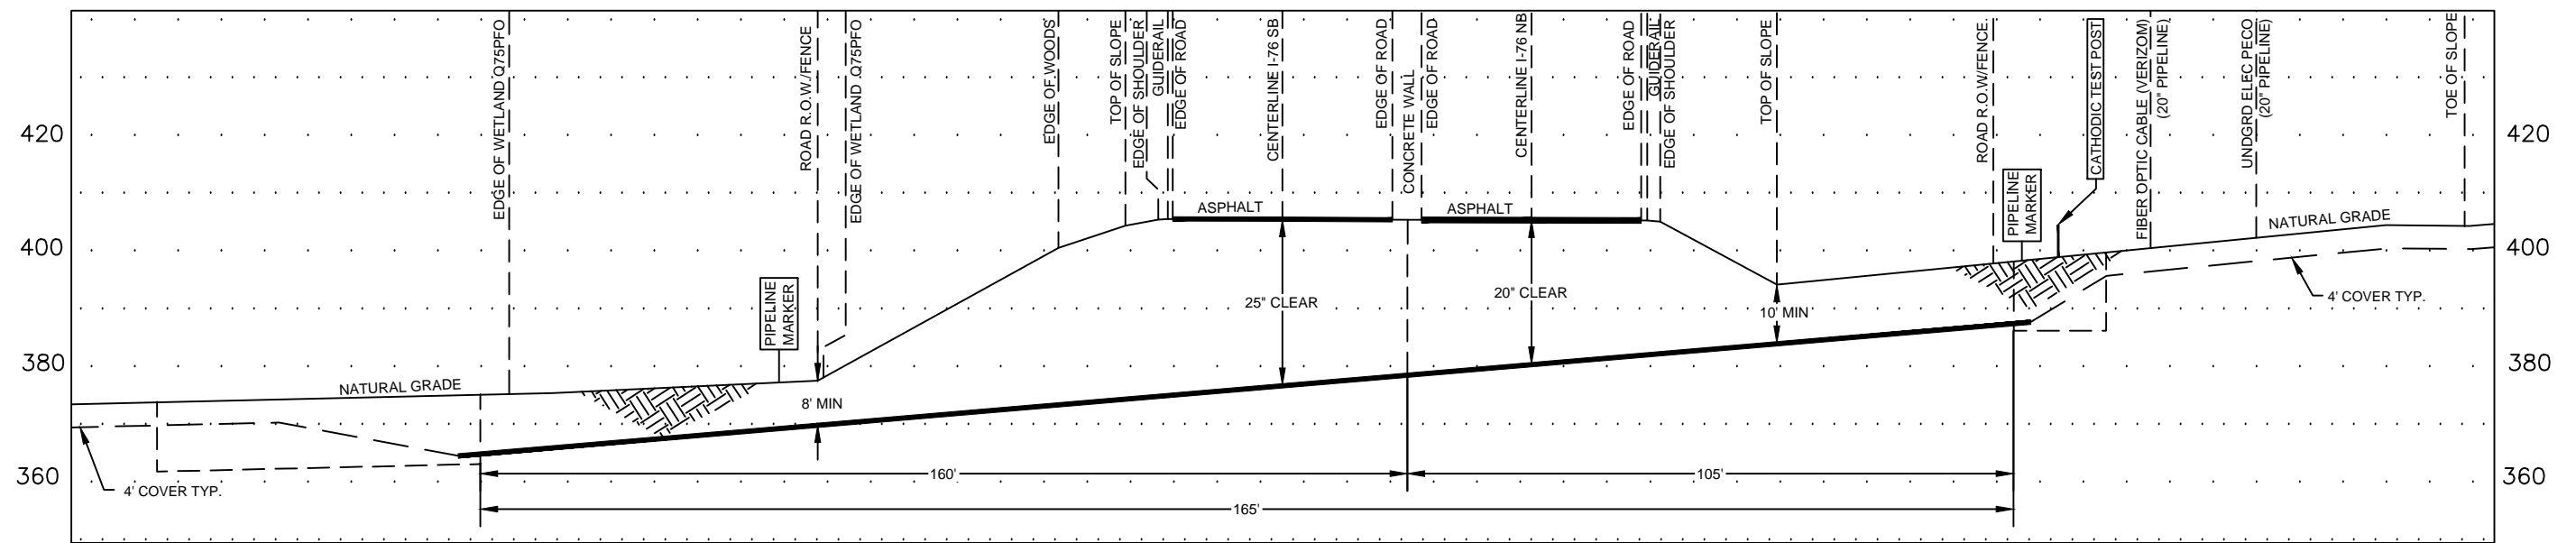 EDGE OF WETLAND Q75PFO
ROAD R.O.W./FENCE
EDGE OF WETLAND Q75PFO
EDGE OF WOODS
TOP OF SLOPE
EDGE OF SHOULDER
GUIDERAIL
EDGE OF ROAD
CENTERLINE I-76 SB
EDGE OF ROAD
CONCRETE WALL
EDGE OF ROAD
CENTERLINE I-76 NB
EDGE OF ROAD
GUIDERAIL
EDGE OF SHOULDER
TOP OF SLOPE
ROAD R.O.W/FENCE
PIPELINE
MARKER
CATHODIC TEST POST
FIBER OPTIC CABLE (VERIZOM)
(20" PIPELINE)
UNDGRD ELEC PECO
(20" PIPELINE)
TOE OF SLOPE
420
420
400
400
380
380
360
360
ASPHALT
ASPHALT
NATURAL GRADE
4' COVER TYP.
25" CLEAR
20" CLEAR
10' MIN
PIPELINE
MARKER
NATURAL GRADE
8' MIN
4' COVER TYP.
160'
105'
165'